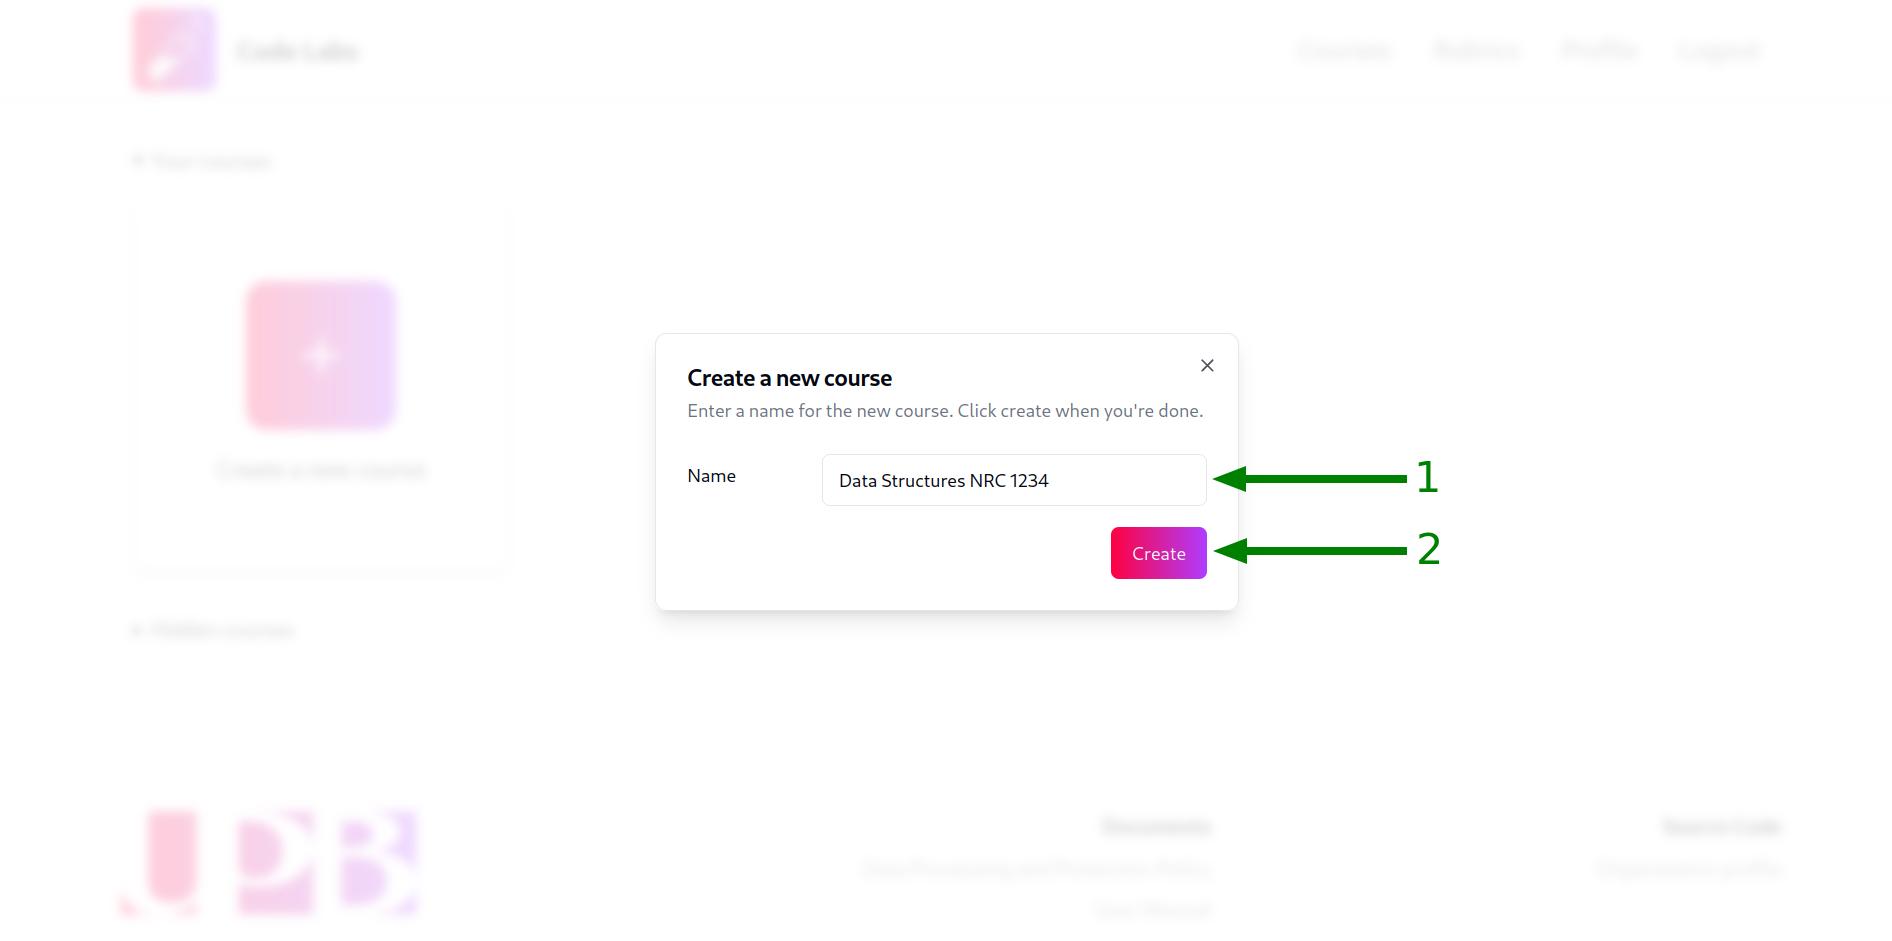 Code Labs
Courses Rubrics Profile Logout
Your courses
Create a new course
Create a new course
Enter a name for the new course. Click create when you're done.
Name
Data Structures NRC 1234
1
Create
2
Hidden courses
UPB
Documents
Source Code
Data Processing and Protection Policy
Organization profile
User Manual